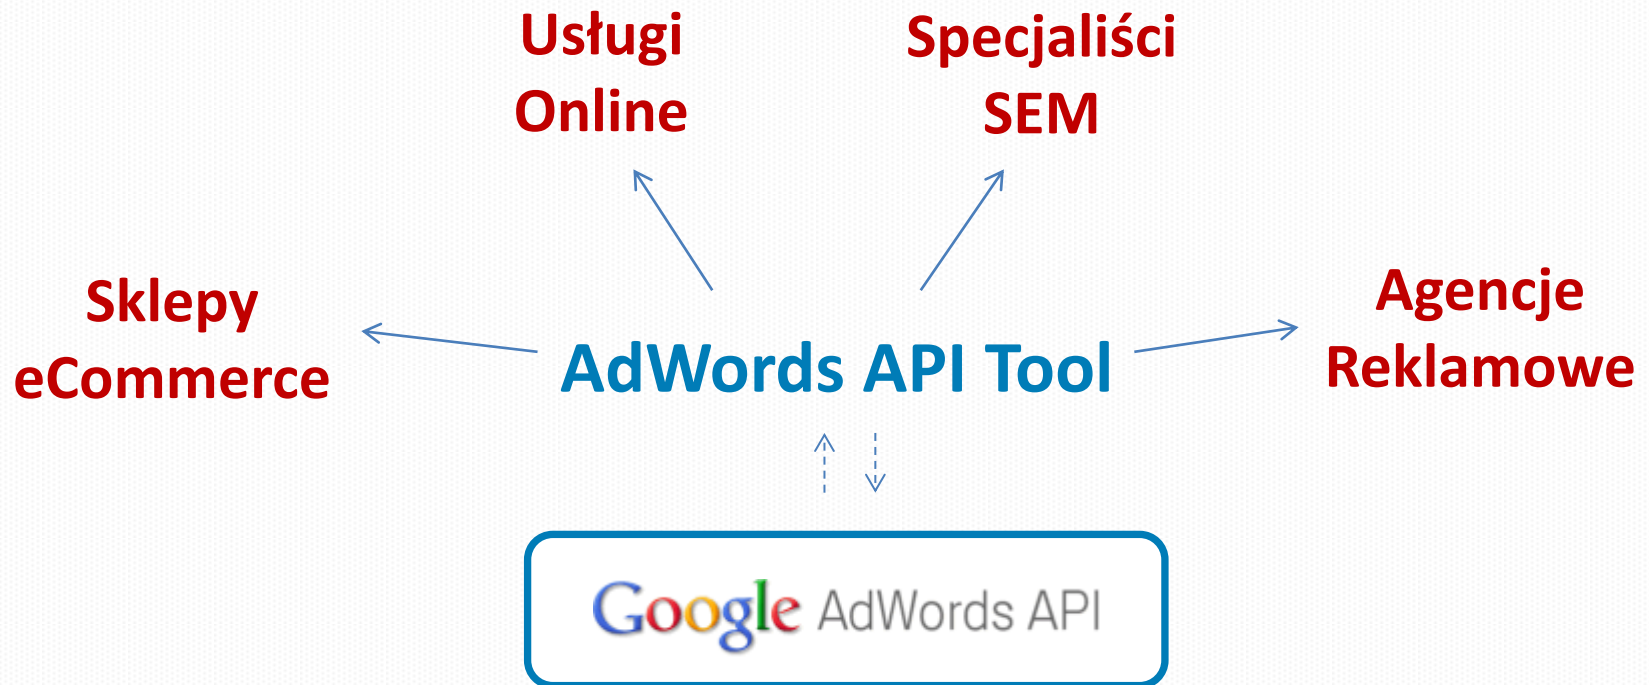 Usługi
Online
Specjaliści
SEM
Sklepy
eCommerce
AdWords API Tool
Agencje
Reklamowe
Google AdWords API